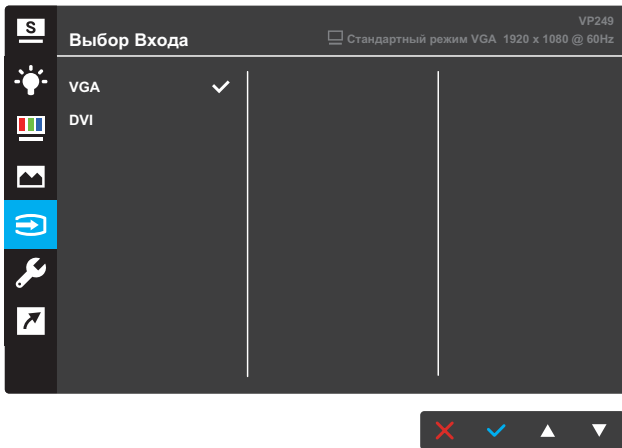 S
VP249
Выбор Входа
Стандартный режим VGA 1920 x 1080 @ 60Hz
VGA
DVI